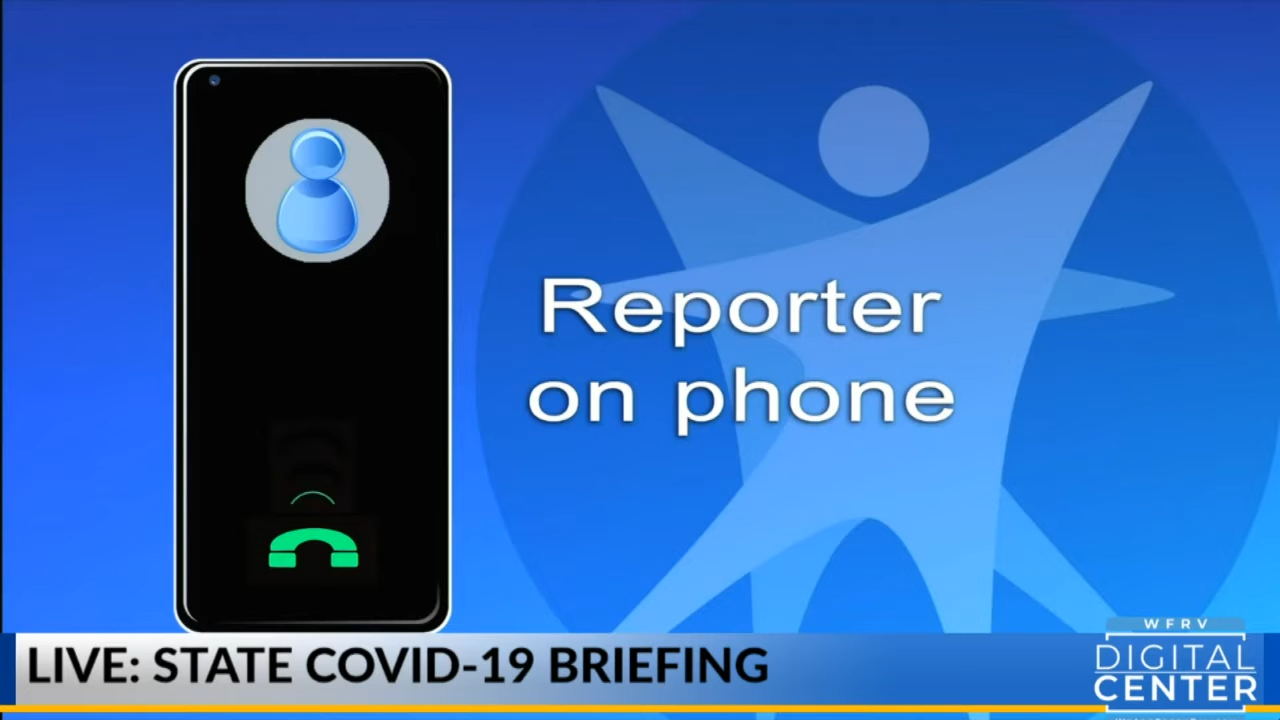 Reporter
on phone
LIVE: STATE COVID-19 BRIEFING
WFRV
DIGITAL
CENTER